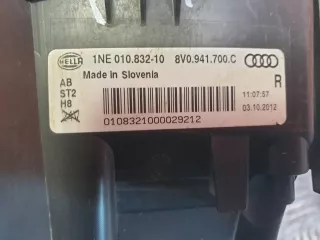 HELLA 1NE 010.832-10 8V0.941.700.C
Made in Slovenia
AB
ST2
H8
R
11:07:57
03.10.2012
0108321000029212